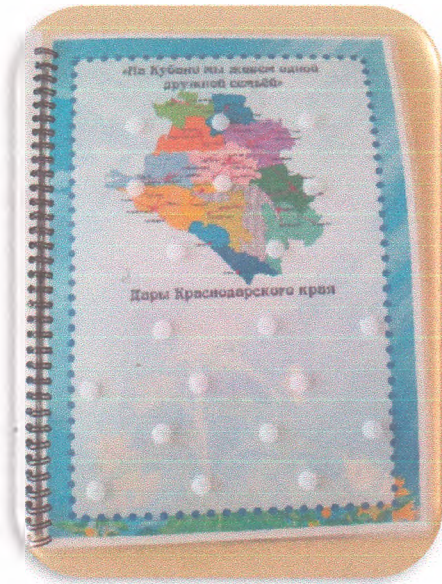 «На Кубани мы живем одной
дружной семьёй»
Дары Краснодарского края